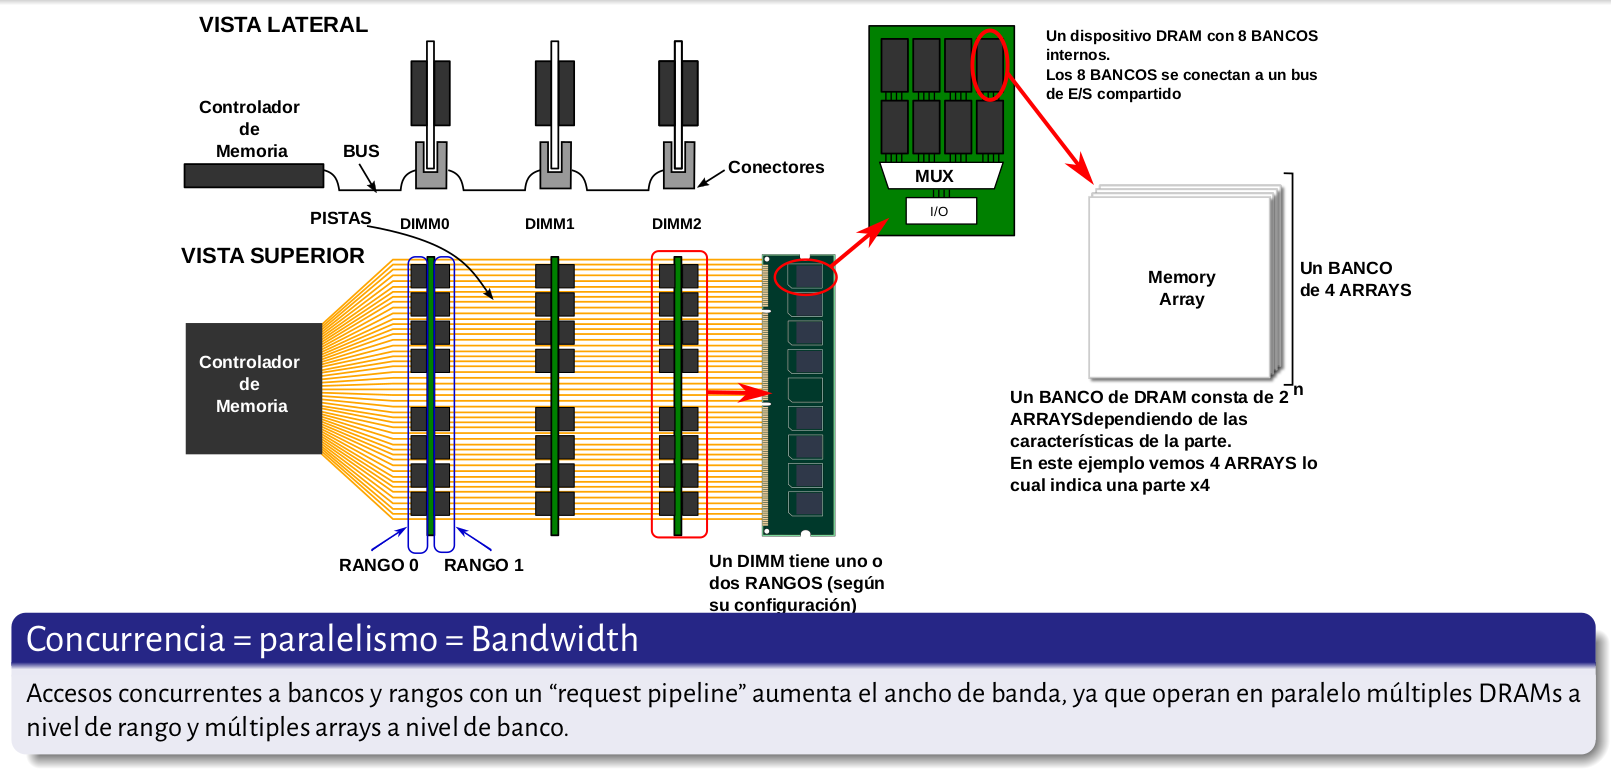 VISTA LATERAL
Controlador
de
Memoria
BUS
Conectores
PISTAS
DIMM0
DIMM1
DIMM2
VISTA SUPERIOR
Controlador
de
Memoria
RANGO 0
RANGO 1
Un DIMM tiene uno o
dos RANGOS (según
su configuración)
MUX
I/O
Un dispositivo DRAM con 8 BANCOS
internos.
Los 8 BANCOS se conectan a un bus
de E/S compartido
Memory
Array
Un BANCO
de 4 ARRAYS
Un BANCO de DRAM consta de 2 n
ARRAYSdependiendo de las
características de la parte.
En este ejemplo vemos 4 ARRAYS lo
cual indica una parte x4
Concurrencia = paralelismo = Bandwidth
Accesos concurrentes a bancos y rangos con un “request pipeline” aumenta el ancho de banda, ya que operan en paralelo múltiples DRAMs a
nivel de rango y múltiples arrays a nivel de banco.